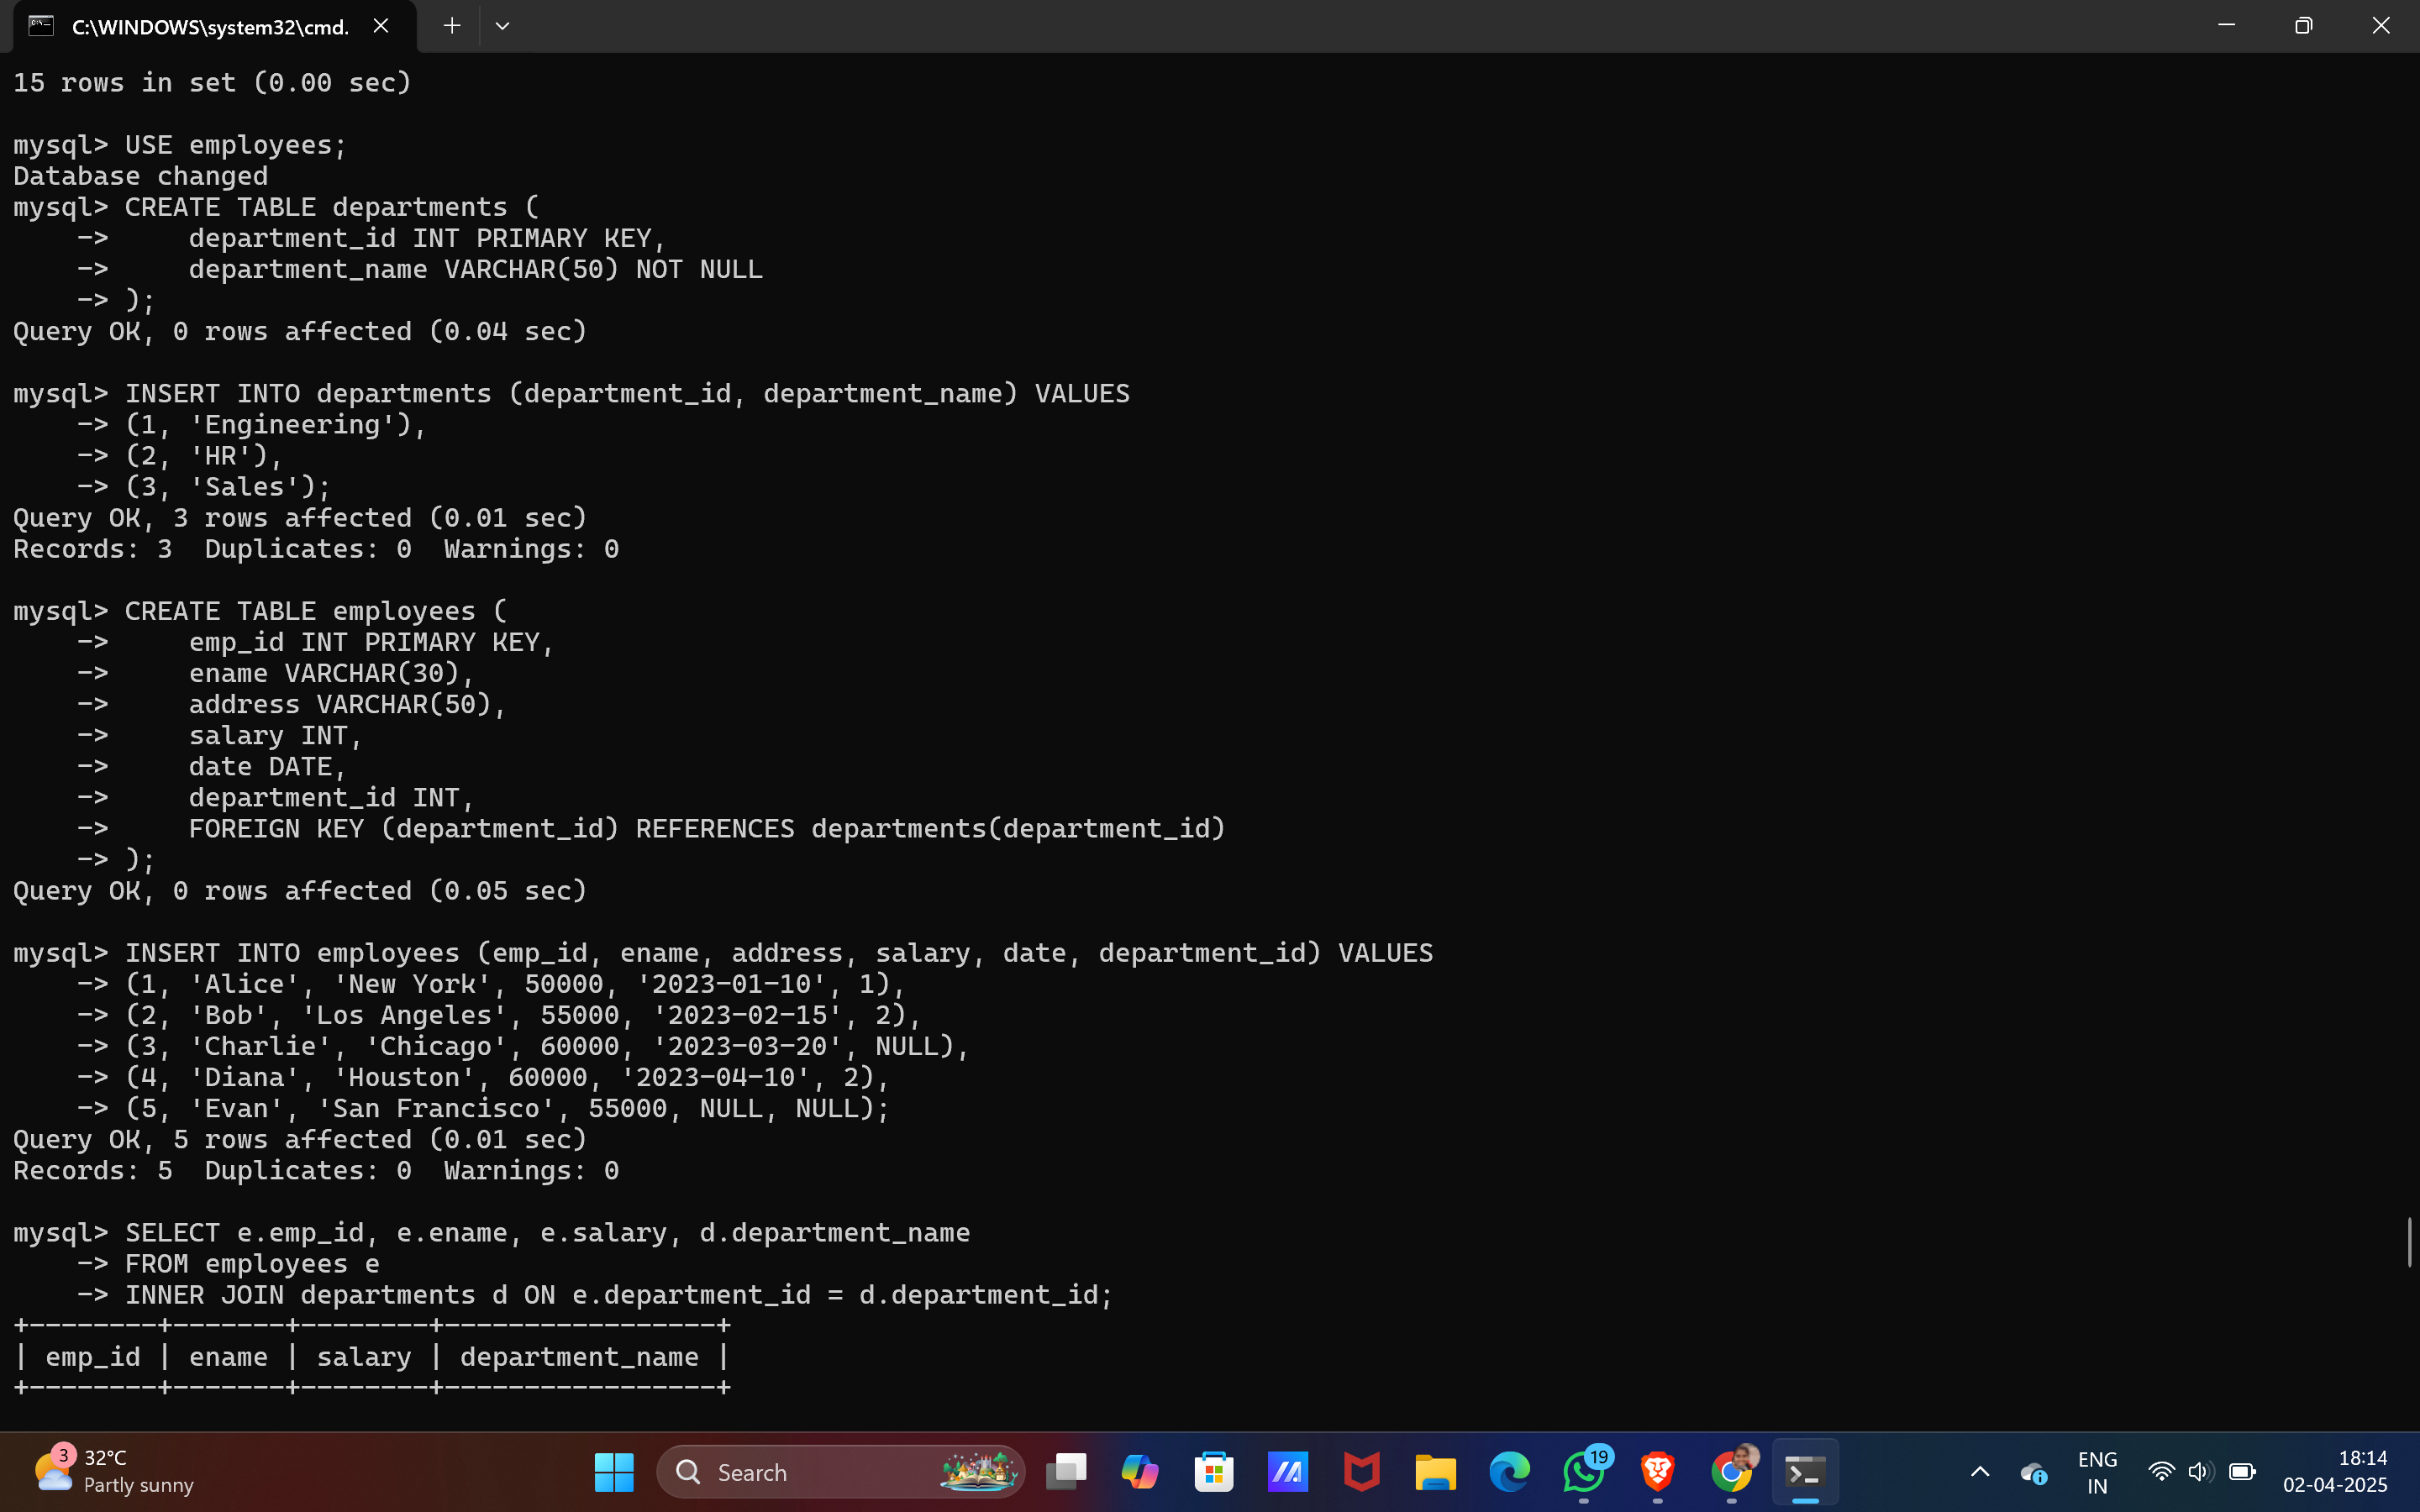 C:\WINDOWS\system32\cmd.
15 rows in set (0.00 sec)
mysql> USE employees;
Database changed
mysql> CREATE TABLE departments (
    ->     department_id INT PRIMARY KEY,
    ->     department_name VARCHAR(50) NOT NULL
    -> );
Query OK, 0 rows affected (0.04 sec)
mysql> INSERT INTO departments (department_id, department_name) VALUES
    -> (1, 'Engineering'),
    -> (2, 'HR'),
    -> (3, 'Sales');
Query OK, 3 rows affected (0.01 sec)
Records: 3  Duplicates: 0  Warnings: 0
mysql> CREATE TABLE employees (
    ->     emp_id INT PRIMARY KEY,
    ->     ename VARCHAR(30),
    ->     address VARCHAR(50),
    ->     salary INT,
    ->     date DATE,
    ->     department_id INT,
    ->     FOREIGN KEY (department_id) REFERENCES departments(department_id)
    -> );
Query OK, 0 rows affected (0.05 sec)
mysql> INSERT INTO employees (emp_id, ename, address, salary, date, department_id) VALUES
    -> (1, 'Alice', 'New York', 50000, '2023-01-10', 1),
    -> (2, 'Bob', 'Los Angeles', 55000, '2023-02-15', 2),
    -> (3, 'Charlie', 'Chicago', 60000, '2023-03-20', NULL),
    -> (4, 'Diana', 'Houston', 60000, '2023-04-10', 2),
    -> (5, 'Evan', 'San Francisco', 55000, NULL, NULL);
Query OK, 5 rows affected (0.01 sec)
Records: 5  Duplicates: 0  Warnings: 0
mysql> SELECT e.emp_id, e.ename, e.salary, d.department_name
    -> FROM employees e
    -> INNER JOIN departments d ON e.department_id = d.department_id;
+--------+-------+--------+-----------------+
| emp_id | ename | salary | department_name |
+--------+-------+--------+-----------------+
3
32°C
Partly sunny
Search
19
ENG
IN
18:14
02-04-2025